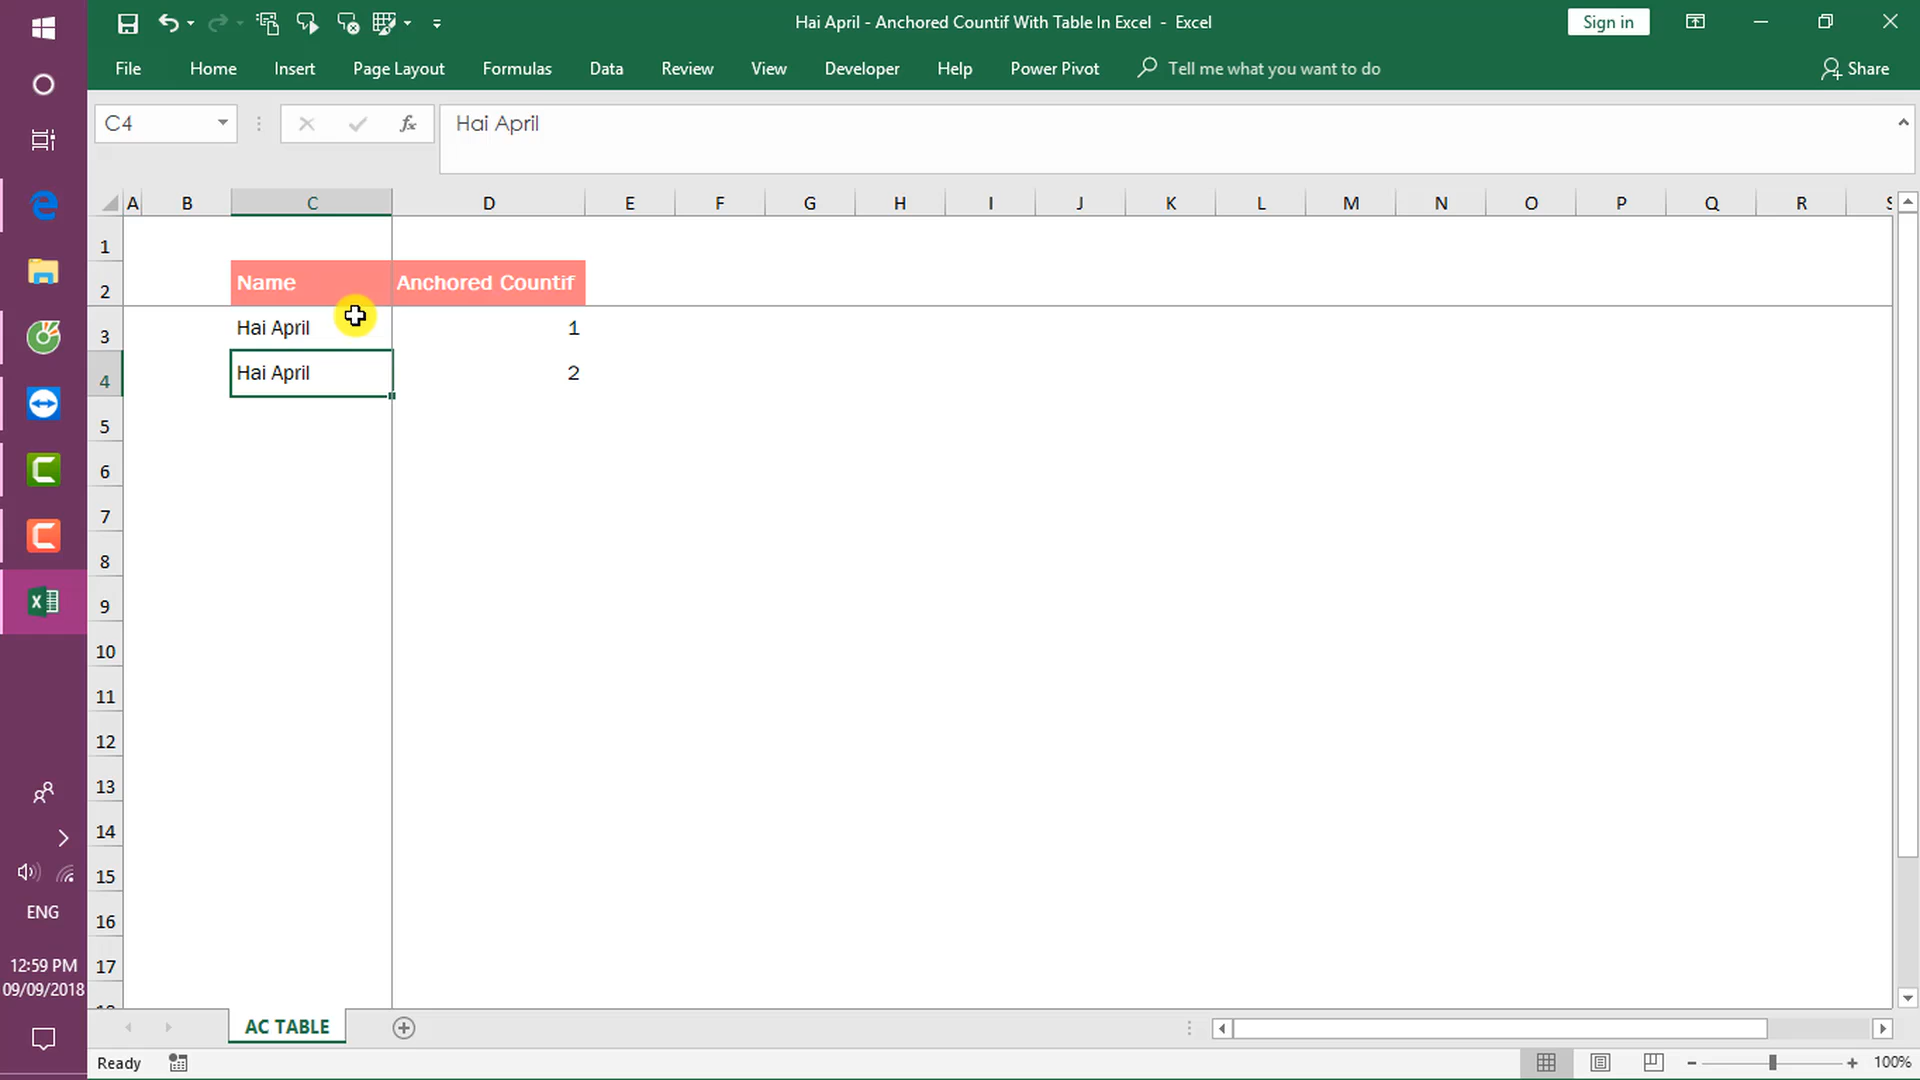 Hai April - Anchored Countif With Table In Excel - Excel
Sign in
File Home Insert Page Layout Formulas Data Review View Developer Help Power Pivot Tell me what you want to do Share
C4 fx Hai April
A B C D E F G H I J K L M N O P Q R S
1
2 Name Anchored Countif
3 Hai April 1
4 Hai April 2
5
6
7
8
9
10
11
12
13
14
15
16
17
ENG
12:59 PM
09/09/2018
AC TABLE
Ready 100%